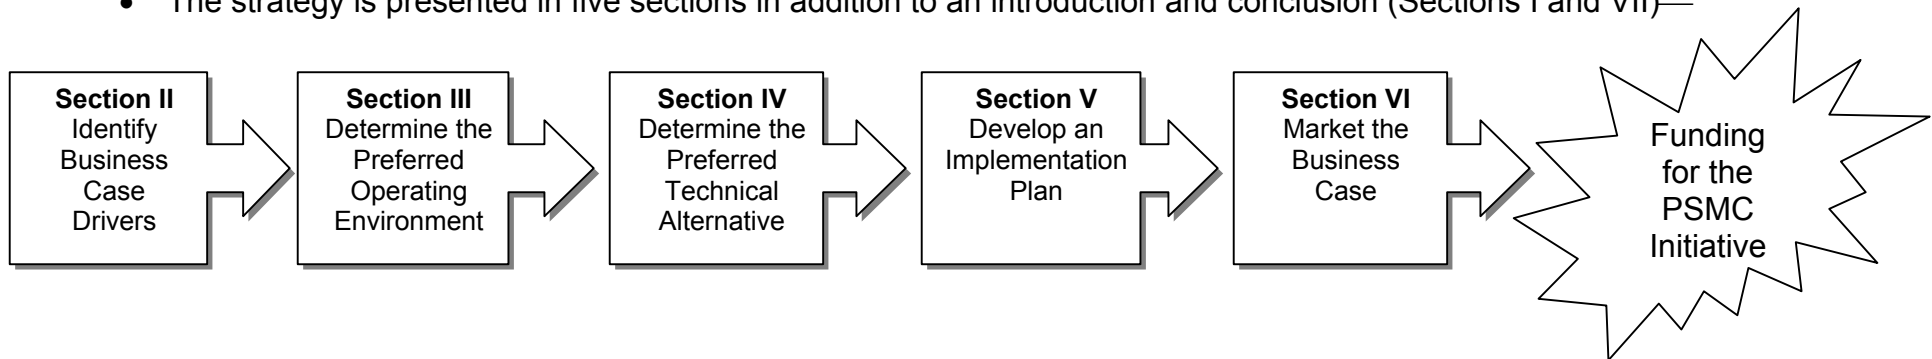 • The strategy is presented in five sections in addition to an introduction and conclusion (Sections I and VII)
Section II
Identify
Business
Case
Drivers
Section III
Determine the
Preferred
Operating
Environment
Section IV
Determine the
Preferred
Technical
Alternative
Section V
Develop an
Implementation
Plan
Section VI
Market the
Business
Case
Funding
for the
PSMC
Initiative